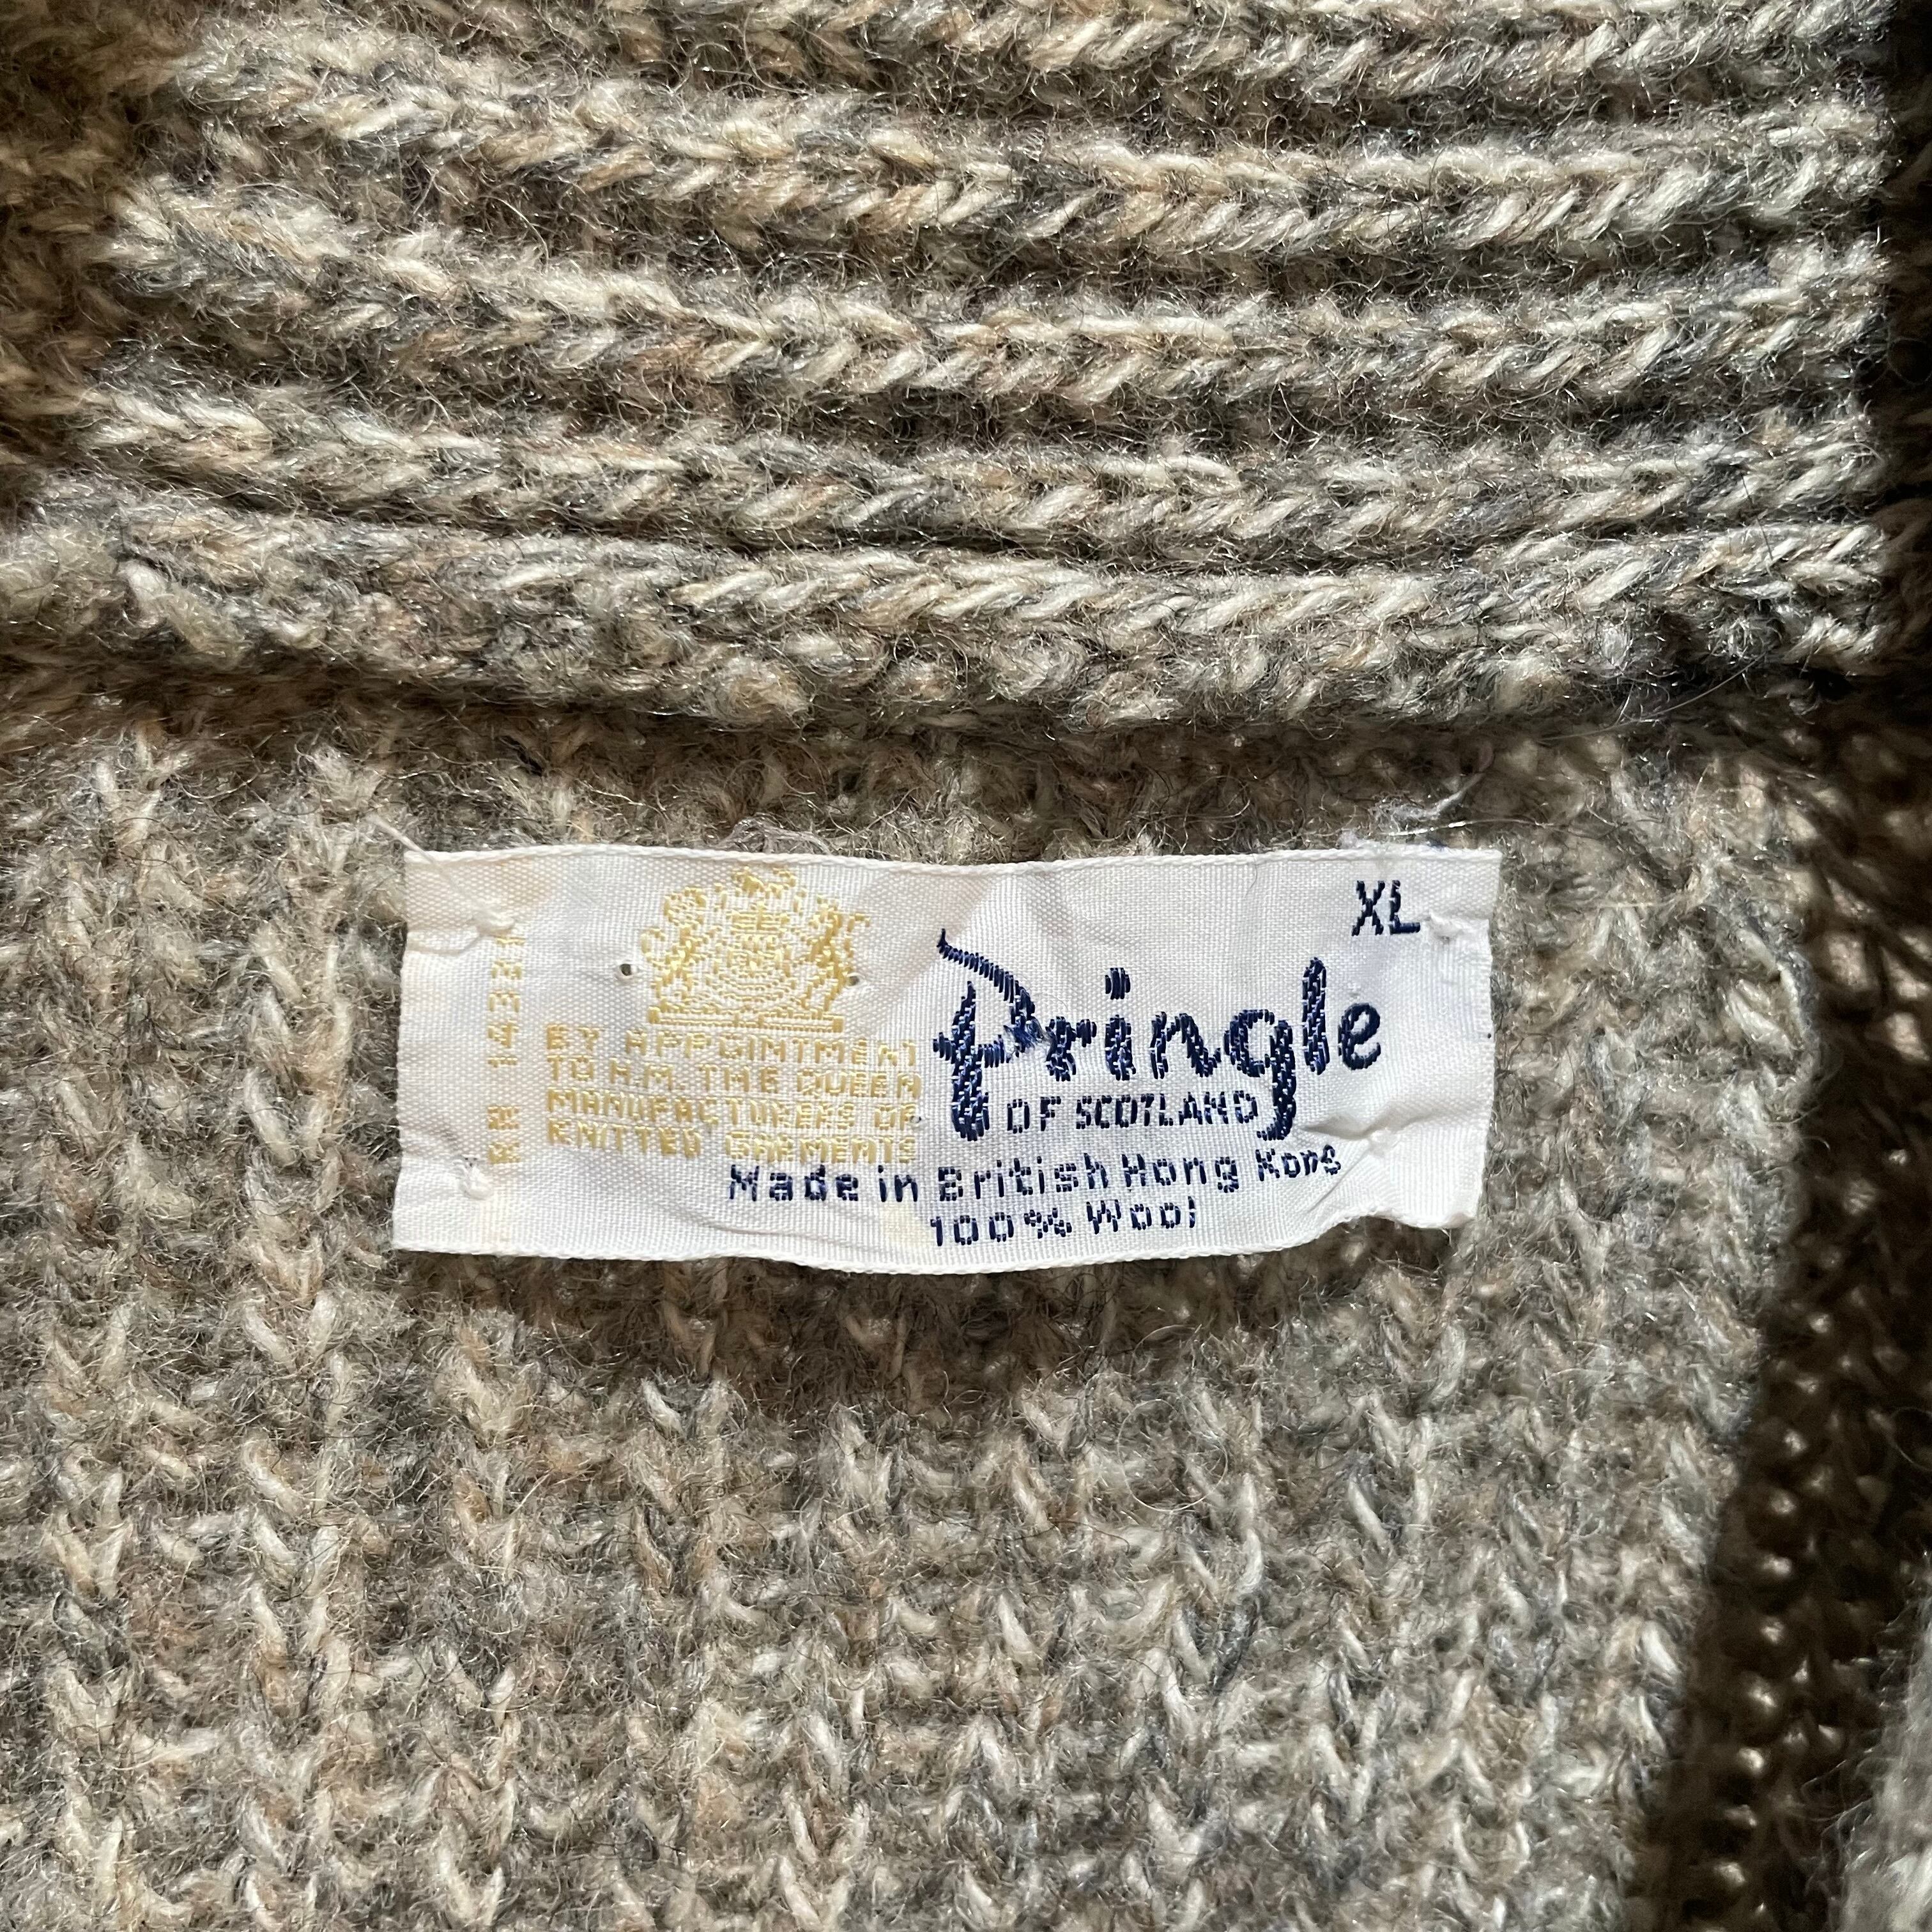 XL
Pringle
OF SCOTLAND
BY APPOINTMENT
TO H.M. THE QUEEN
MANUFACTURERS OF
KNITTED GARMENTS
Made in British Hong Kong
100% Wool
RN